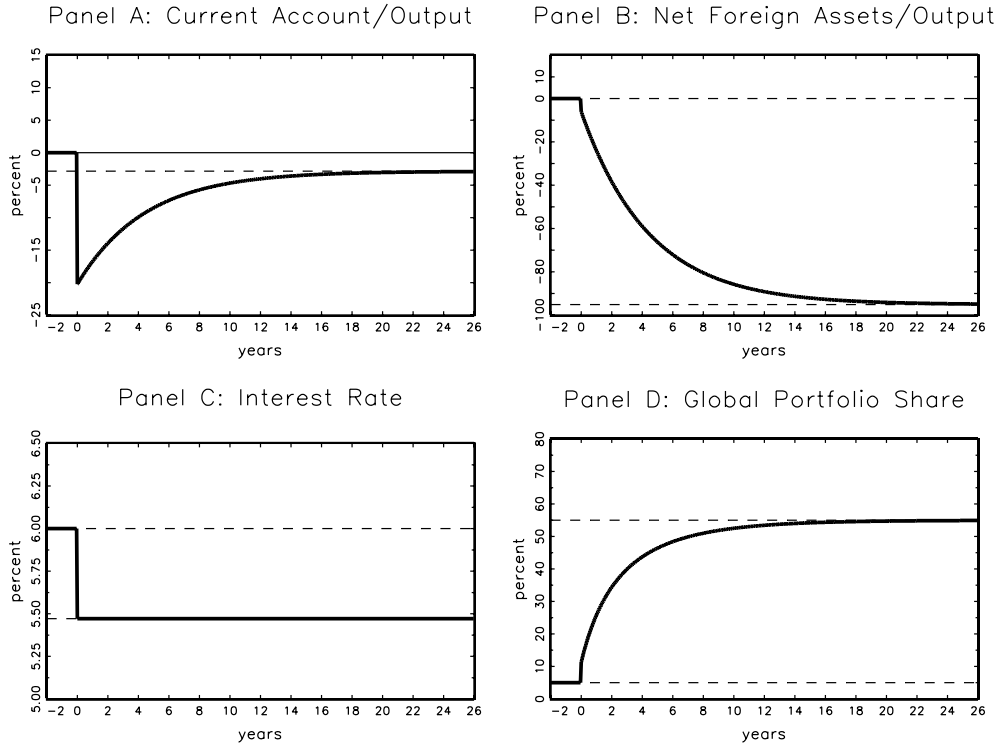 Panel A: Current Account/Output
percent
15
10
5
0
−5
−15
−25
−2 0 2 4 6 8 10 12 14 16 18 20 22 24 26
years
Panel B: Net Foreign Assets/Output
percent
10
0
−20
−40
−60
−80
−100
−2 0 2 4 6 8 10 12 14 16 18 20 22 24 26
years
Panel C: Interest Rate
percent
6.50
6.25
6.00
5.75
5.50
5.25
5.00
−2 0 2 4 6 8 10 12 14 16 18 20 22 24 26
years
Panel D: Global Portfolio Share
percent
80
70
60
50
40
30
20
10
0
−2 0 2 4 6 8 10 12 14 16 18 20 22 24 26
years